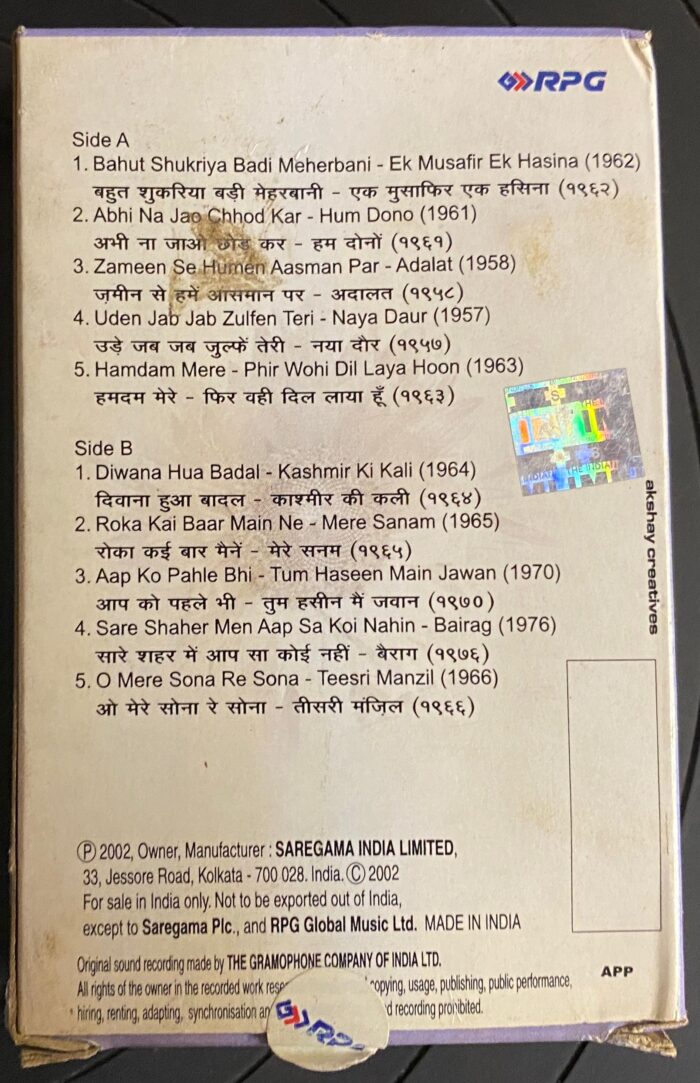 RPG
Side A
1. Bahut Shukriya Badi Meherbani - Ek Musafir Ek Hasina (1962)
बहुत शुकरिया बड़ी मेहरबानी - एक मुसाफिर एक हसिना (१९६२)
2. Abhi Na Jao Chhod Kar - Hum Dono (1961)
अभी ना जाओ छोड़ कर - हम दोनों (१९६१)
3. Zameen Se Humen Aasman Par - Adalat (1958)
ज़मीन से हमें आसमान पर - अदालत (१९५८)
4. Uden Jab Jab Zulfen Teri - Naya Daur (1957)
उड़े जब जब जुल्फें तेरी - नया दौर (१९५७)
5. Hamdam Mere - Phir Wohi Dil Laya Hoon (1963)
हमदम मेरे - फिर वही दिल लाया हूँ (१९६३)
Side B
1. Diwana Hua Badal - Kashmir Ki Kali (1964)
दिवाना हुआ बादल - काश्मीर की कली (१९६४)
2. Roka Kai Baar Main Ne - Mere Sanam (1965)
रोका कई बार मैनें - मेरे सनम (१९६५)
3. Aap Ko Pahle Bhi - Tum Haseen Main Jawan (1970)
आप को पहले भी - तुम हसीन मैं जवान (१९७०)
4. Sare Shaher Men Aap Sa Koi Nahin - Bairag (1976)
सारे शहर में आप सा कोई नहीं - बैराग (१९७६)
5. O Mere Sona Re Sona - Teesri Manzil (1966)
ओ मेरे सोना रे सोना - तीसरी मंज़िल (१९६६)
akshay creatives
Ⓟ 2002, Owner, Manufacturer : SAREGAMA INDIA LIMITED,
33, Jessore Road, Kolkata - 700 028. India. Ⓒ 2002
For sale in India only. Not to be exported out of India,
except to Saregama Plc., and RPG Global Music Ltd. MADE IN INDIA
APP
Original sound recording made by THE GRAMOPHONE COMPANY OF INDIA LTD.
All rights of the owner in the recorded work copying, usage, publishing, public performance,
hiring, renting, adapting, synchronisation recording prohibited.
RPG